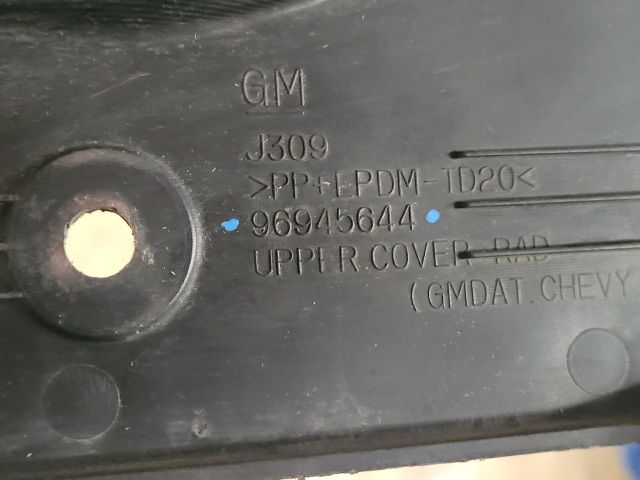 GM
J309
>PP+EPDM-TD20<
96945644
UPPER COVER-RAD
(GMDAT.CHEVY